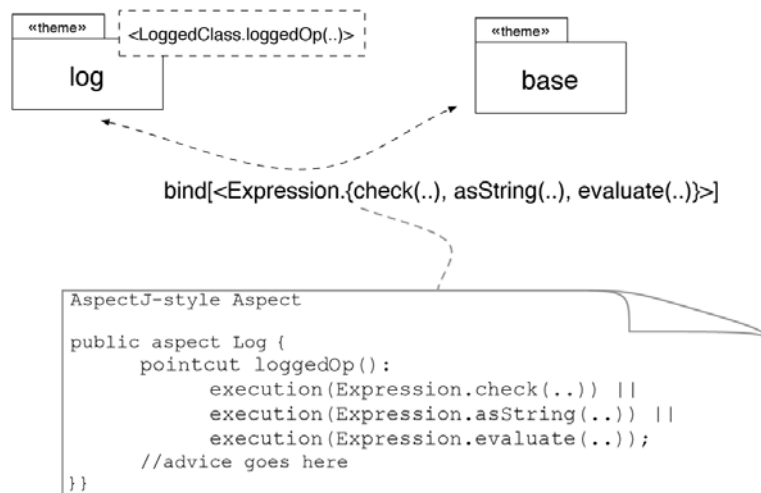 «theme»
<LoggedClass.loggedOp(..)>
log
«theme»
base
bind[<Expression.{check(..), asString(..), evaluate(..)}>]
AspectJ-style Aspect
public aspect Log {
pointcut loggedOp():
execution(Expression.check(..)) ||
execution(Expression.asString(..)) ||
execution(Expression.evaluate(..));
//advice goes here
}}